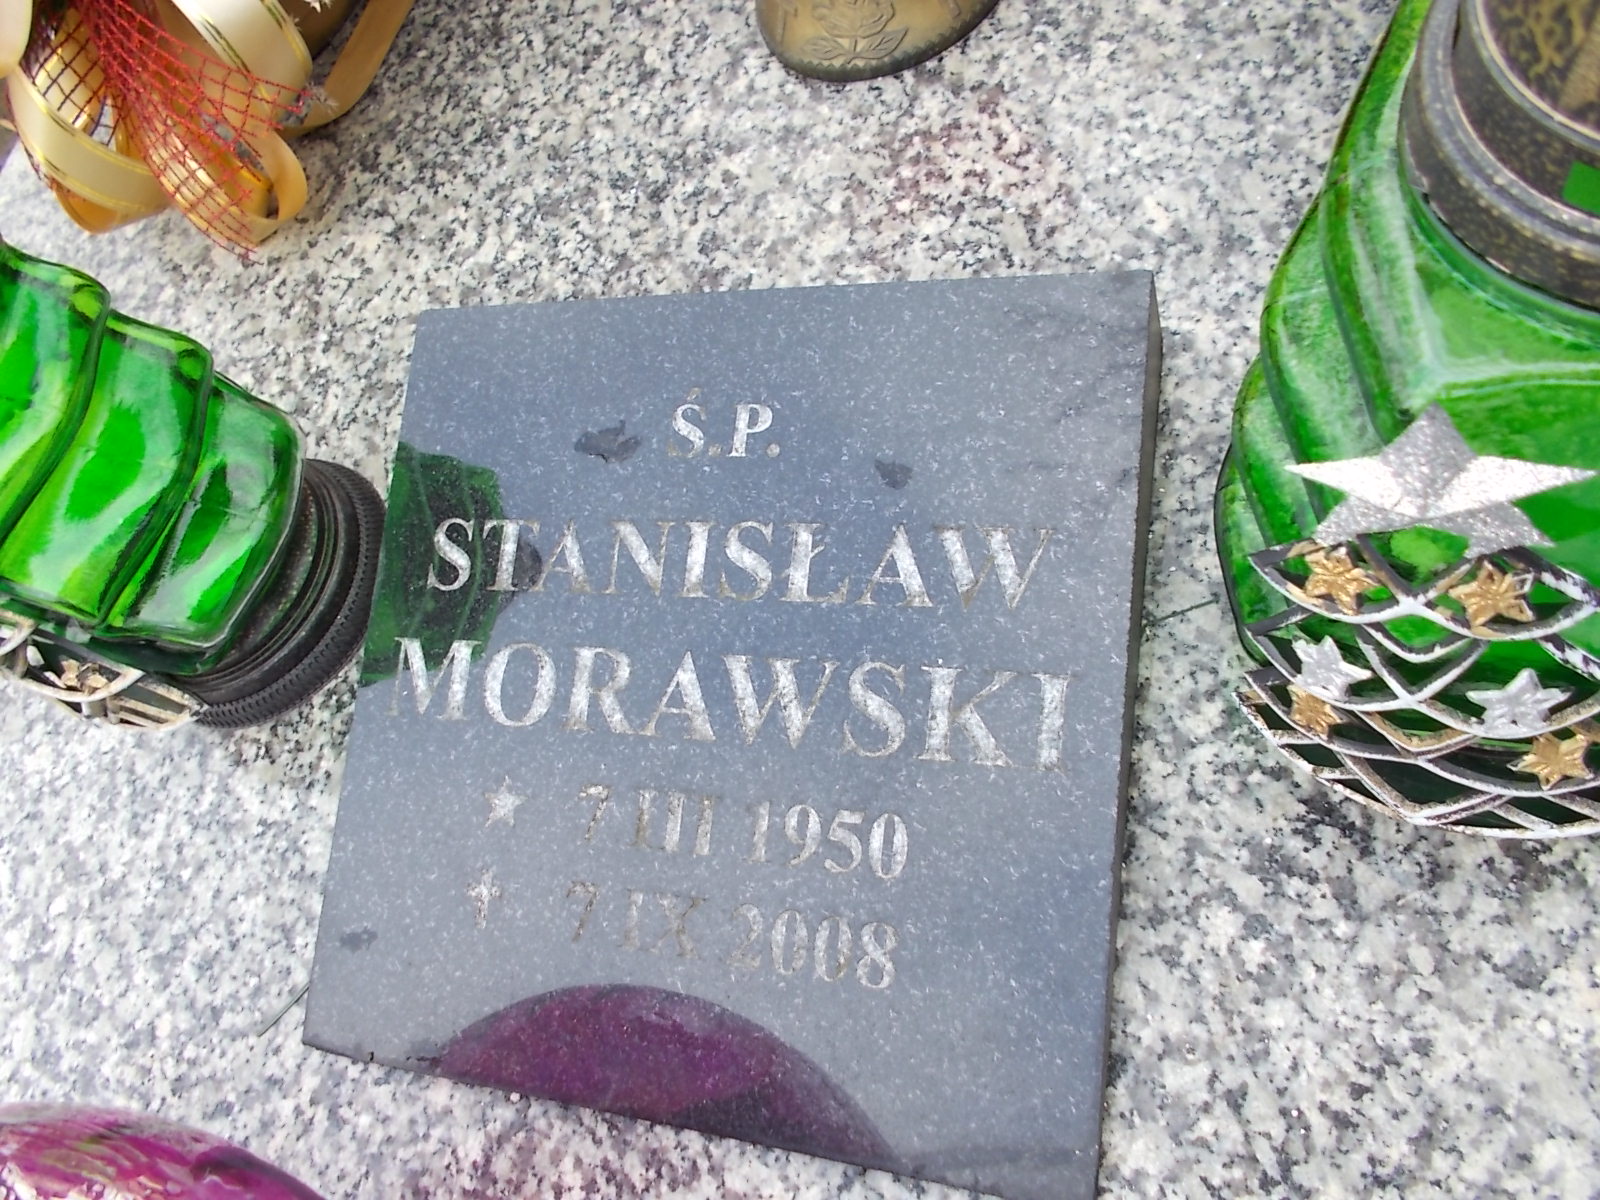 Ś.P.
STANISŁAW
MORAWSKI
★ 7 III 1950
✝ 7 IX 2008